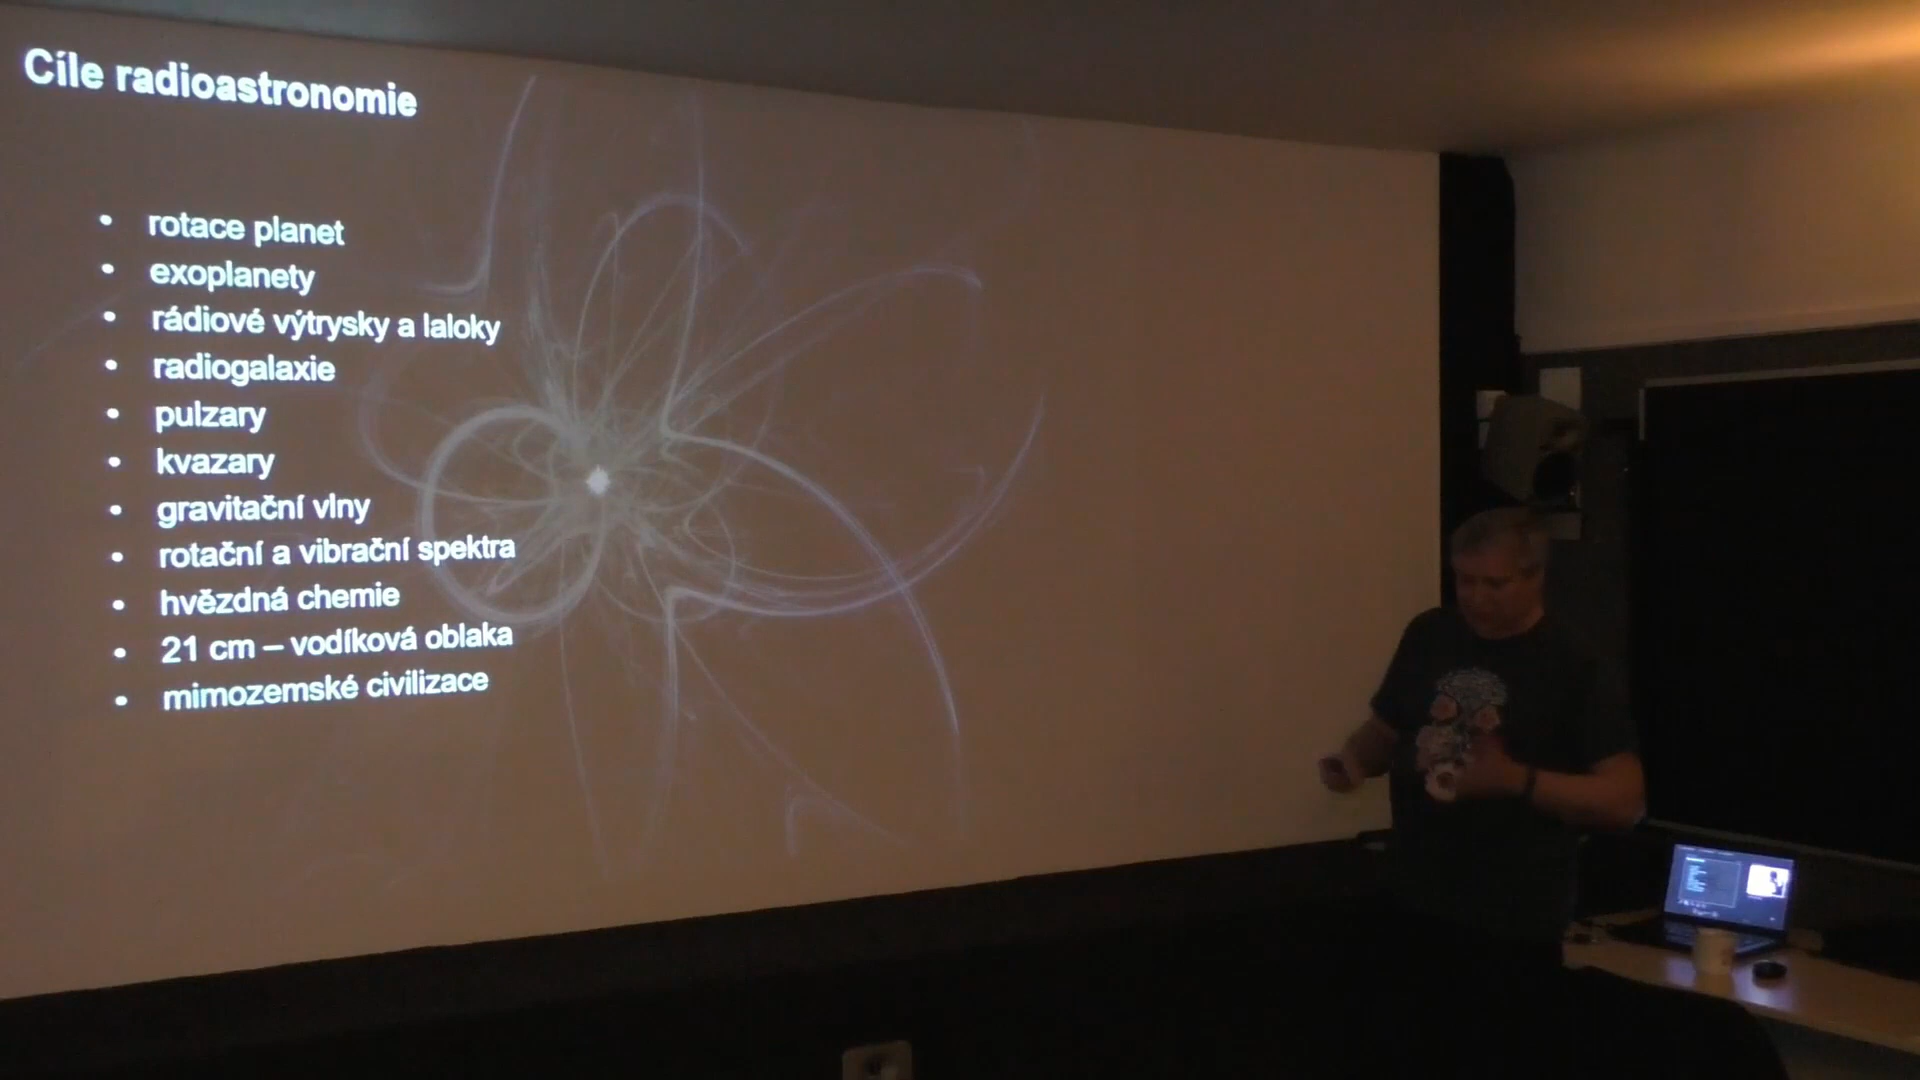 Cíle radioastronomie
• rotace planet
• exoplanety
• rádiové výtrysky a laloky
• radiogalaxie
• pulzary
• kvazary
• gravitační vlny
• rotační a vibrační spektra
• hvězdná chemie
• 21 cm – vodíková oblaka
• mimozemské civilizace